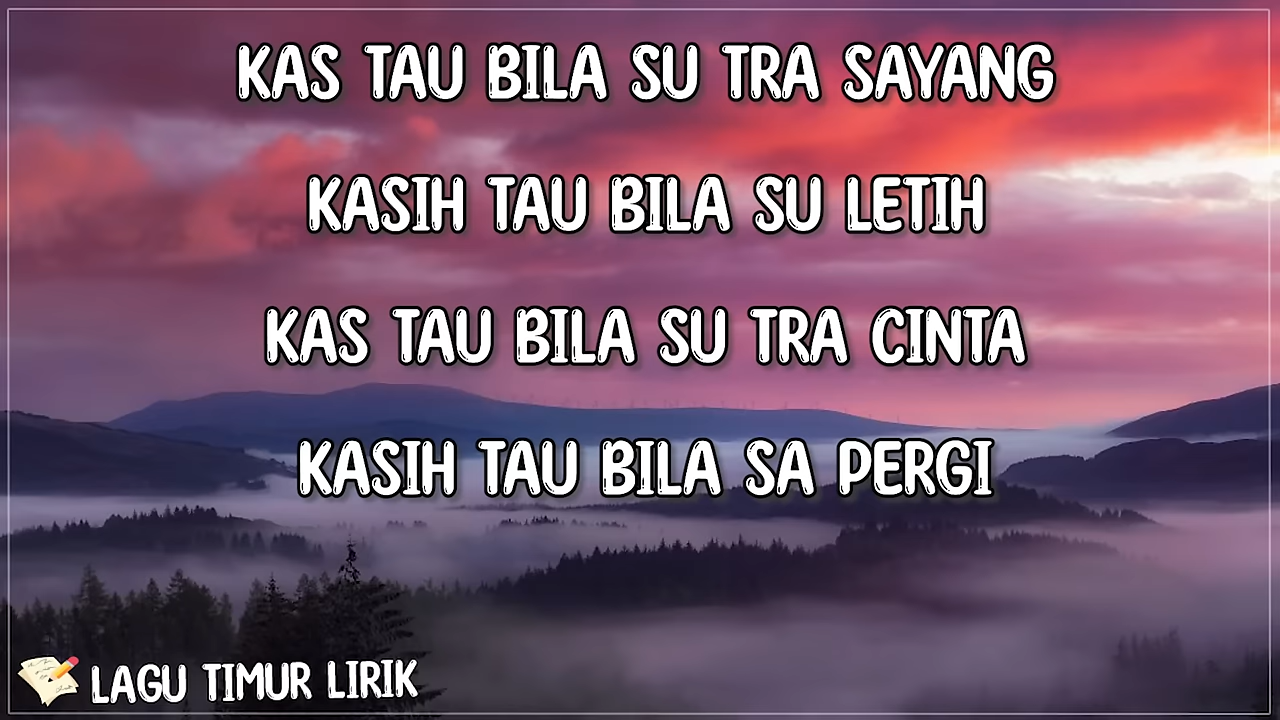 KAS TAU BILA SU TRA SAYANG
KASIH TAU BILA SU LETIH
KAS TAU BILA SU TRA CINTA
KASIH TAU BILA SA PERGI
LAGU TIMUR LIRIK